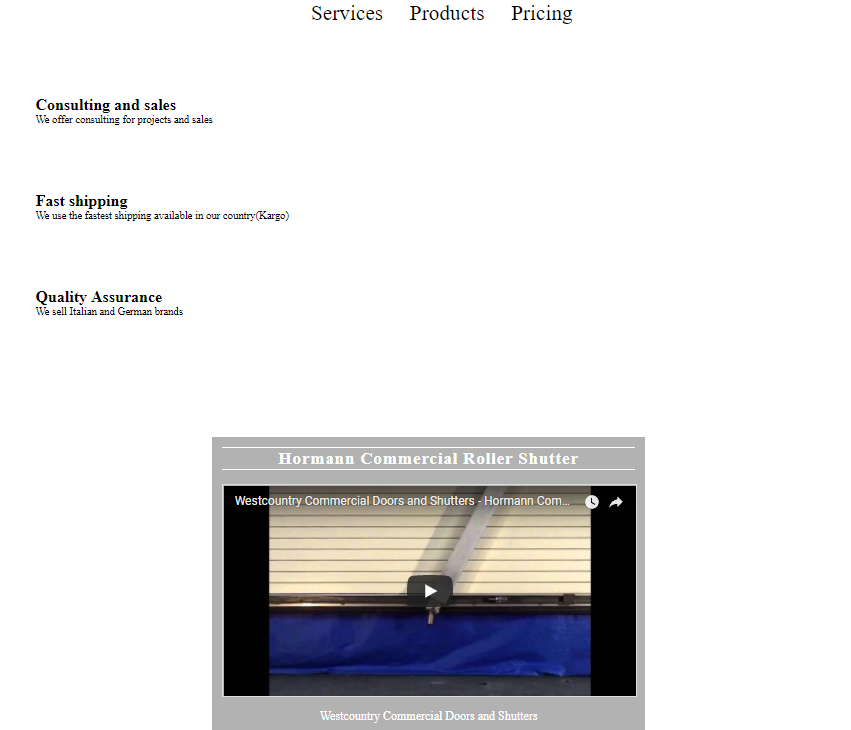 Services Products Pricing
Consulting and sales
We offer consulting for projects and sales
Fast shipping
We use the fastest shipping available in our country(Kargo)
Quality Assurance
We sell Italian and German brands
Hormann Commercial Roller Shutter
Westcountry Commercial Doors and Shutters - Hormann Com...
Westcountry Commercial Doors and Shutters